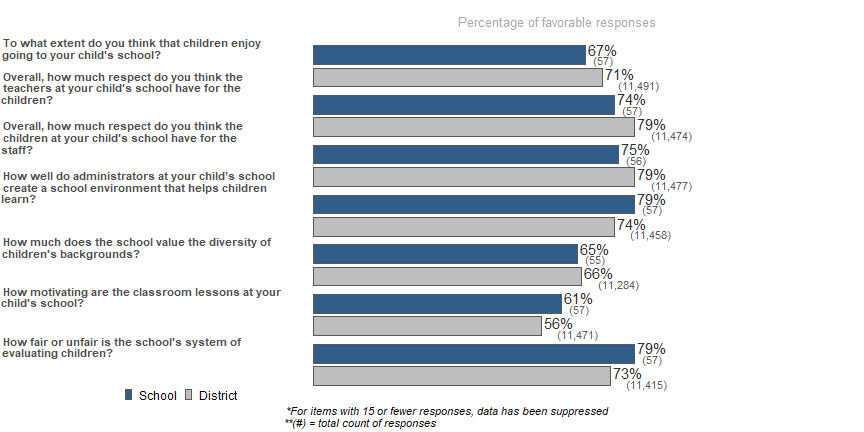 Percentage of favorable responses
To what extent do you think that children enjoy
going to your child's school?
67%
(57)
71%
(11,491)
Overall, how much respect do you think the
teachers at your child's school have for the
children?
74%
(57)
79%
(11,474)
Overall, how much respect do you think the
children at your child's school have for the
staff?
75%
(56)
79%
(11,477)
How well do administrators at your child’s school
create a school environment that helps children
learn?
79%
(57)
74%
(11,458)
How much does the school value the diversity of
children's backgrounds?
65%
(55)
66%
(11,284)
How motivating are the classroom lessons at your
child's school?
61%
(57)
56%
(11,471)
How fair or unfair is the school's system of
evaluating children?
79%
(57)
73%
(11,415)
School District
*For items with 15 or fewer responses, data has been suppressed
**(#) = total count of responses